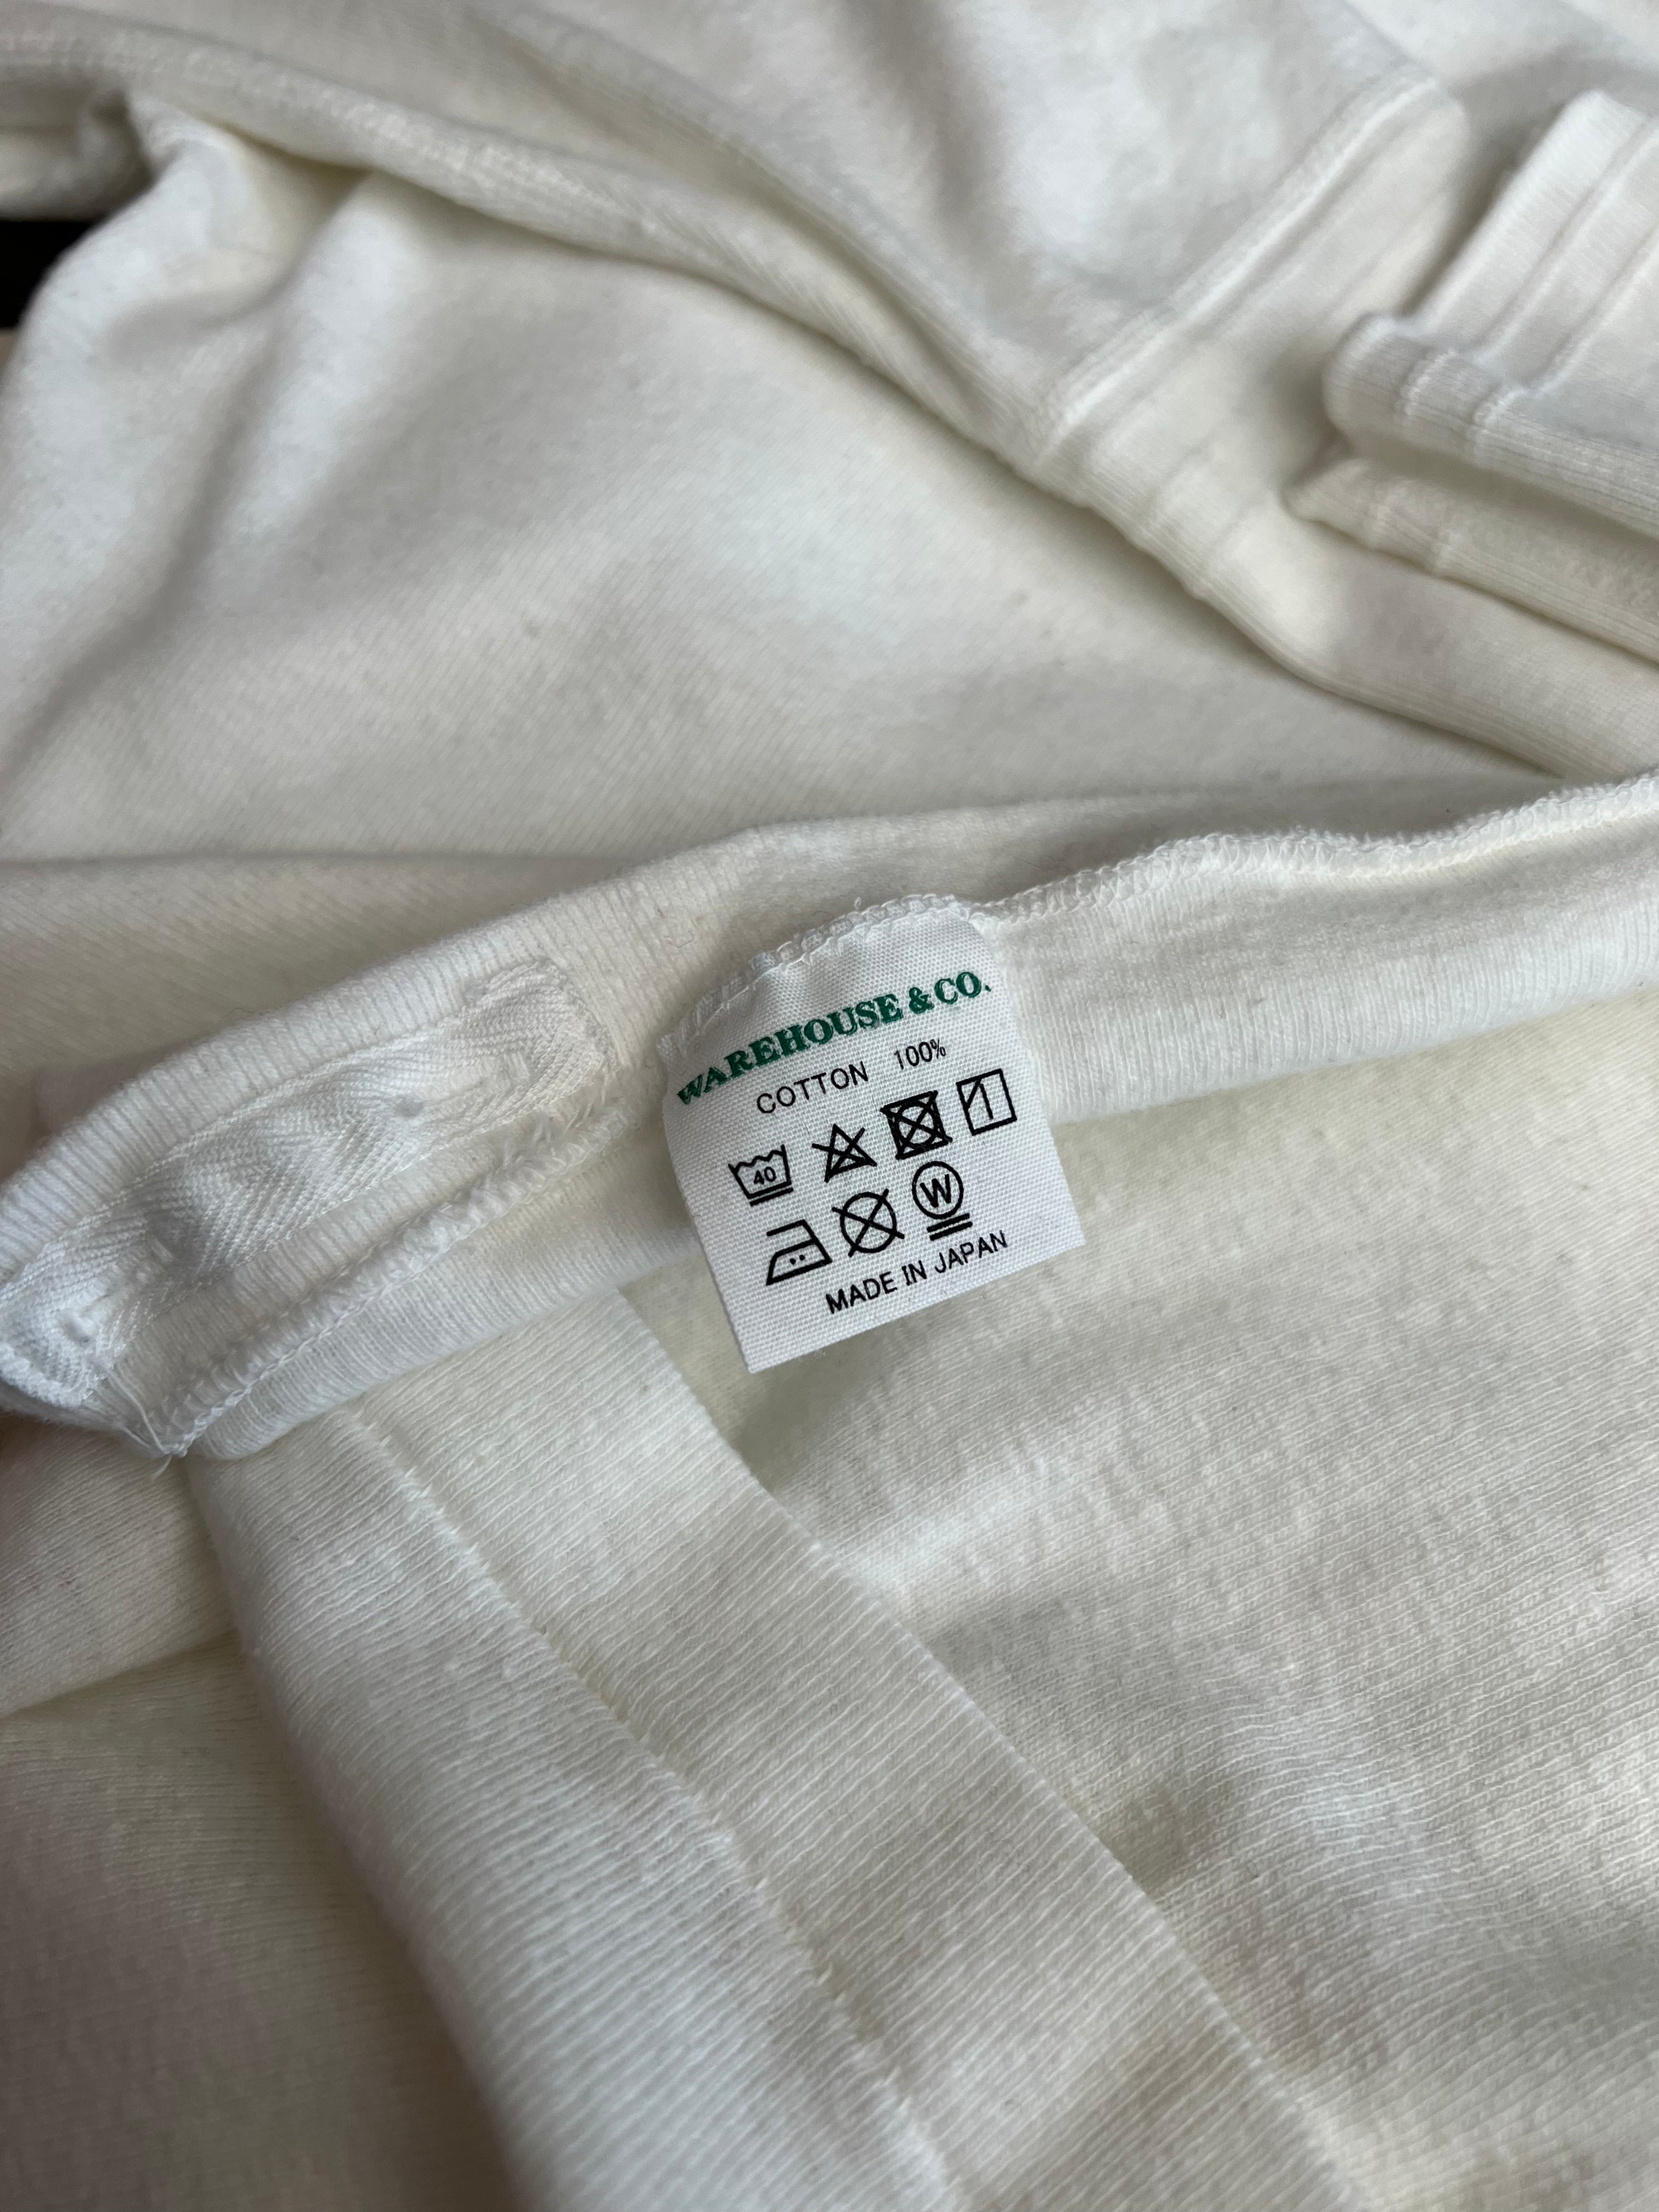 WAREHOUSE & CO.
COTTON 100%
40
W
MADE IN JAPAN